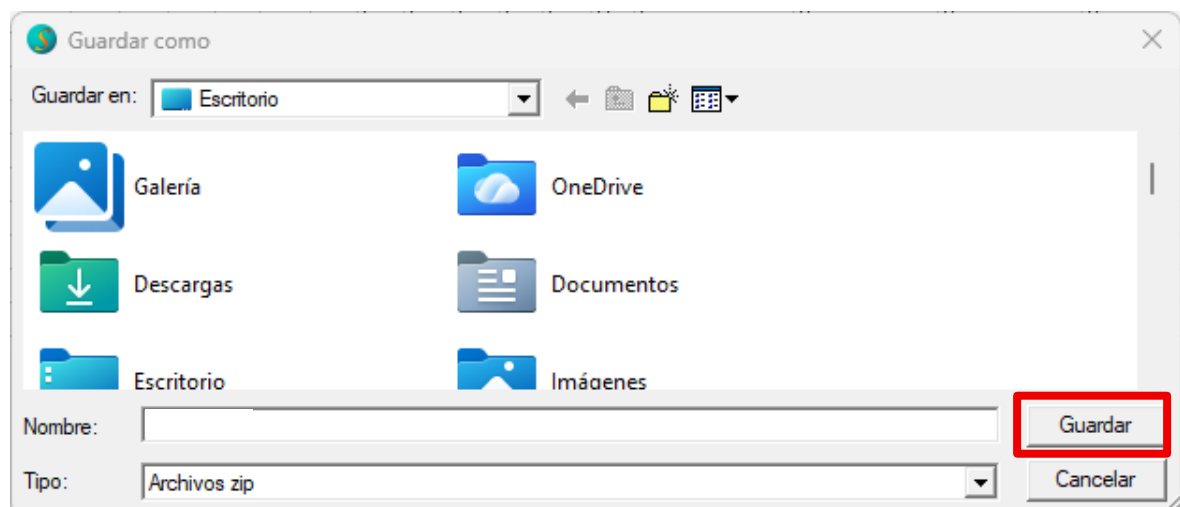 Guardar como
Guardar en: Escritorio
Galería OneDrive
Descargas Documentos
Escritorio Imágenes
Nombre: Guardar
Tipo: Archivos zip Cancelar